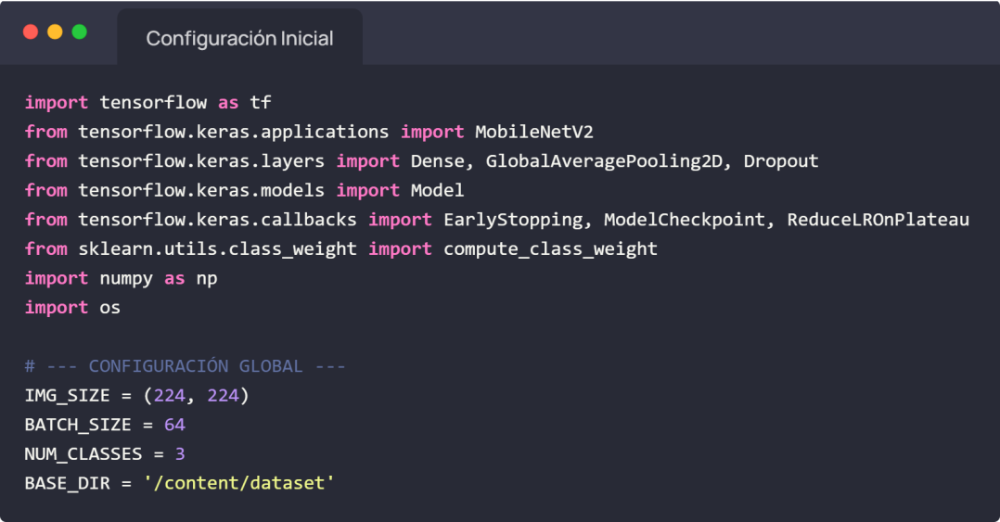 Configuración Inicial
import tensorflow as tf
from tensorflow.keras.applications import MobileNetV2
from tensorflow.keras.layers import Dense, GlobalAveragePooling2D, Dropout
from tensorflow.keras.models import Model
from tensorflow.keras.callbacks import EarlyStopping, ModelCheckpoint, ReduceLROnPlateau
from sklearn.utils.class_weight import compute_class_weight
import numpy as np
import os
# --- CONFIGURACIÓN GLOBAL ---
IMG_SIZE = (224, 224)
BATCH_SIZE = 64
NUM_CLASSES = 3
BASE_DIR = '/content/dataset'